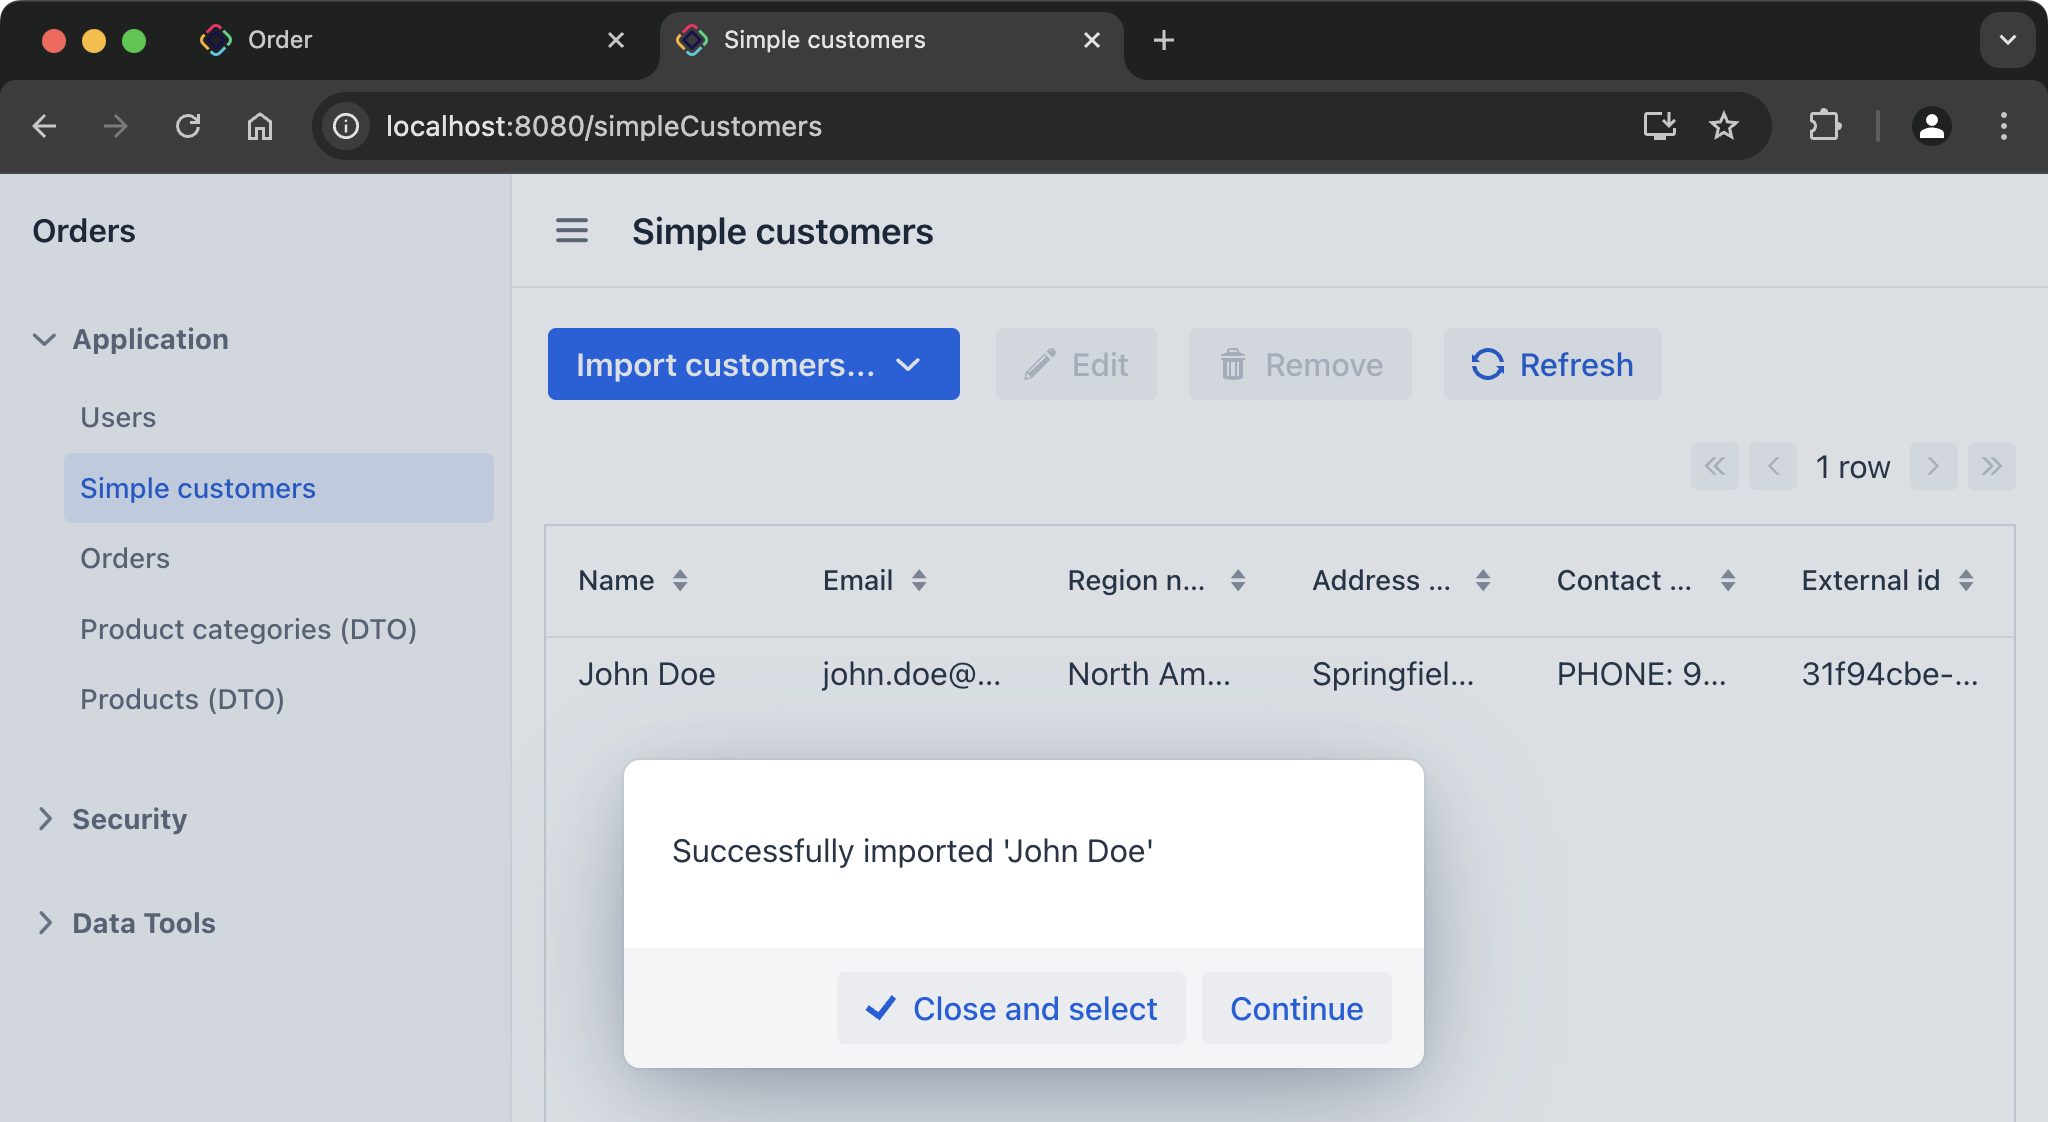 Order
Simple customers
localhost:8080/simpleCustomers
Orders
Simple customers
Application
Users
Simple customers
Orders
Product categories (DTO)
Products (DTO)
Security
Data Tools
Import customers...
Edit
Remove
Refresh
1 row
Name
Email
Region n...
Address ...
Contact ...
External id
John Doe
john.doe@...
North Am...
Springfiel...
PHONE: 9...
31f94cbe-...
Successfully imported 'John Doe'
Close and select
Continue